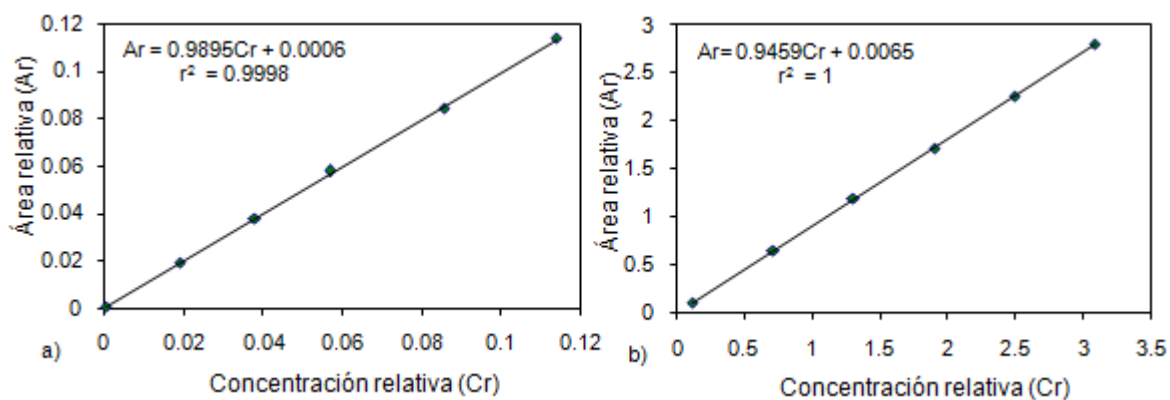 Ar = 0.9895Cr + 0.0006
r² = 0.9998
Área relativa (Ar)
0.12
0.1
0.08
0.06
0.04
0.02
0
0 0.02 0.04 0.06 0.08 0.1 0.12
a)
Concentración relativa (Cr)
Ar= 0.9459Cr + 0.0065
r² = 1
Área relativa (Ar)
3
2.5
2
1.5
1
0.5
0
0 0.5 1 1.5 2 2.5 3 3.5
b)
Concentración relativa (Cr)